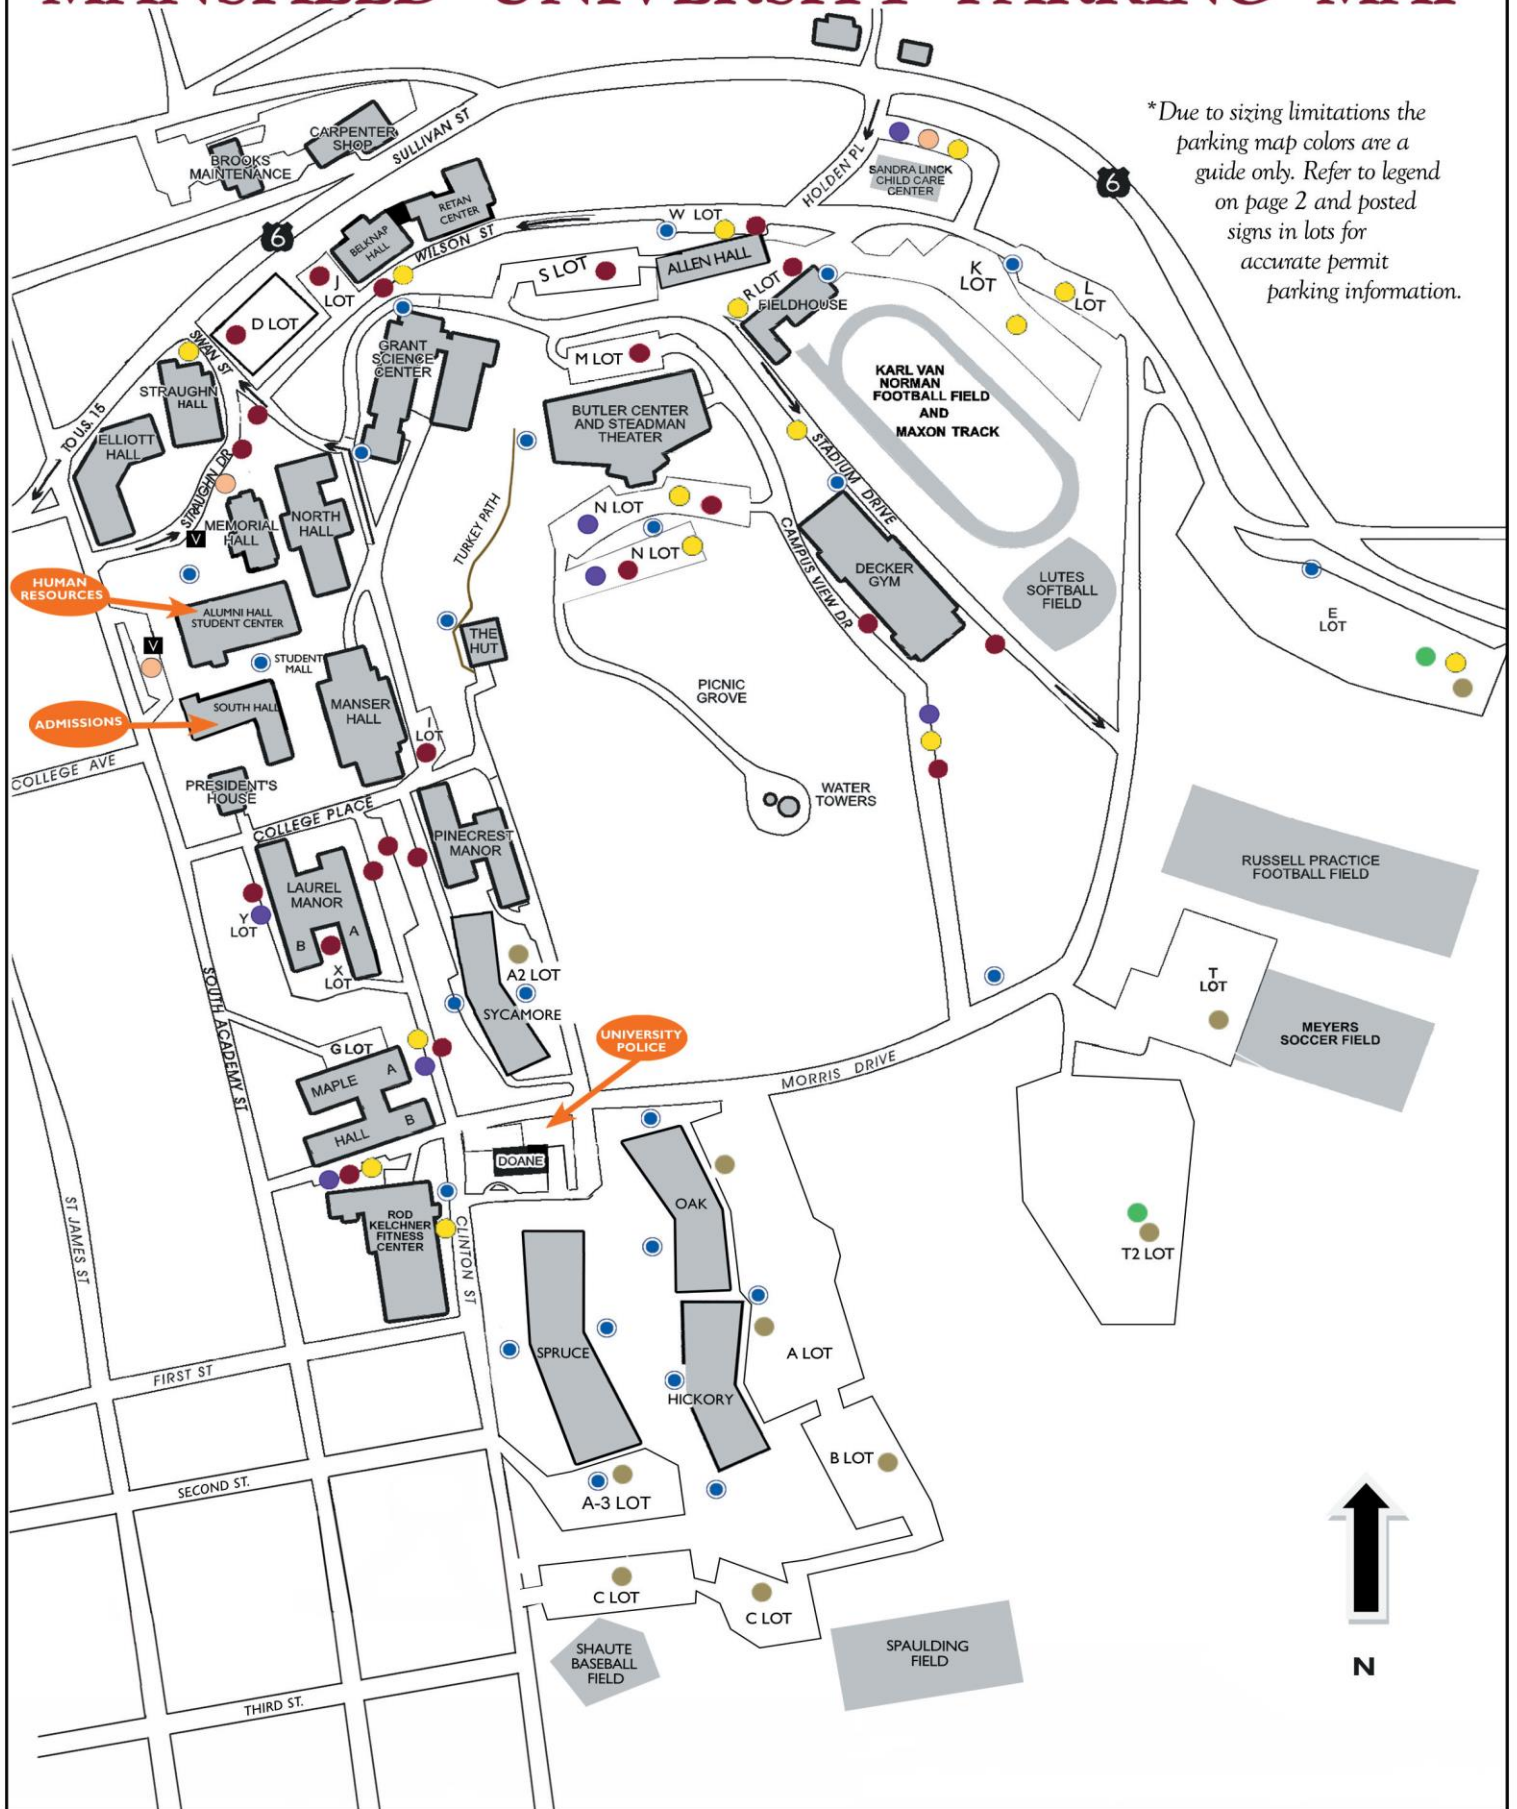 MANSFIELD UNIVERSITY PARKING MAP
*Due to sizing limitations the
parking map colors are a
guide only. Refer to legend
on page 2 and posted
signs in lots for
accurate permit
parking information.
CARPENTER
SHOP
BROOKS
MAINTENANCE
SULLIVAN ST
6
6
RETAN
CENTER
BELKNAP
HALL
WILSON ST
HOLDEN PL
SANDRA LINCK
CHILD CARE
CENTER
W LOT
ALLEN HALL
S LOT
R LOT
FIELDHOUSE
K
LOT
L
LOT
J
LOT
D LOT
SWAN ST
GRANT
SCIENCE
CENTER
M LOT
STRAUGHN
HALL
TO U.S. 15
ELLIOTT
HALL
STRAUGHN DR
BUTLER CENTER
AND STEADMAN
THEATER
KARL VAN
NORMAN
FOOTBALL FIELD
AND
MAXON TRACK
STADIUM DRIVE
MEMORIAL
HALL
NORTH
HALL
V
TURKEY PATH
N LOT
N LOT
CAMPUS VIEW DR
DECKER
GYM
LUTES
SOFTBALL
FIELD
E
LOT
HUMAN
RESOURCES
ALUMNI HALL
STUDENT CENTER
V
STUDENT
MALL
THE
HUT
SOUTH HALL
ADMISSIONS
MANSER
HALL
I
LOT
PICNIC
GROVE
WATER
TOWERS
COLLEGE AVE
PRESIDENT'S
HOUSE
COLLEGE PLACE
PINECREST
MANOR
LAUREL
MANOR
B
A
Y
LOT
X
LOT
RUSSELL PRACTICE
FOOTBALL FIELD
A2 LOT
SYCAMORE
T
LOT
MEYERS
SOCCER FIELD
SOUTH ACADEMY ST
UNIVERSITY
POLICE
G LOT
MAPLE
A
HALL
B
MORRIS DRIVE
DOANE
OAK
ROD
KELCHNER
FITNESS
CENTER
CLINTON ST
ST JAMES ST
T2 LOT
SPRUCE
HICKORY
A LOT
FIRST ST
B LOT
SECOND ST.
A-3 LOT
C LOT
C LOT
SHAUTE
BASEBALL
FIELD
SPAULDING
FIELD
N
THIRD ST.